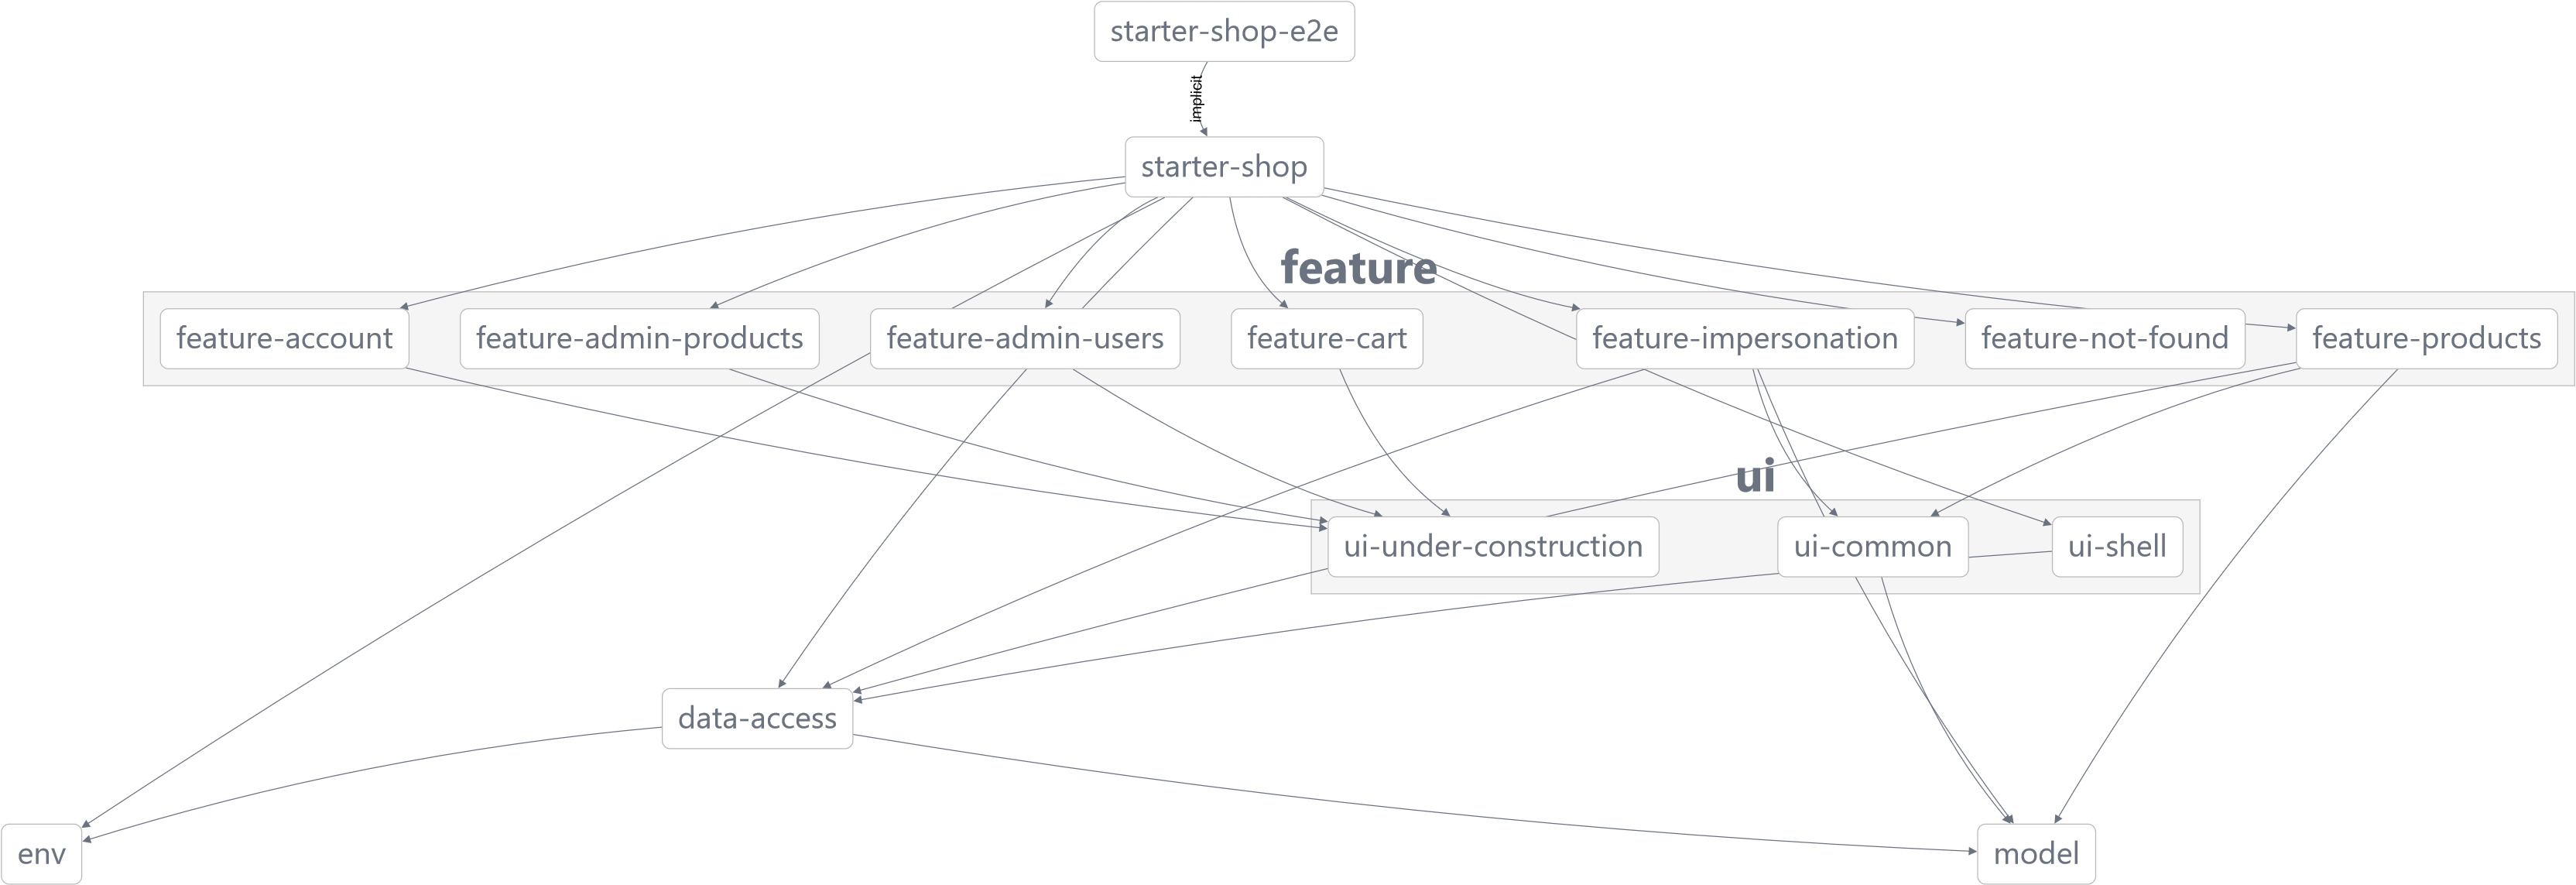 starter-shop-e2e
implicit
starter-shop
feature
feature-account
feature-admin-products
feature-admin-users
feature-cart
feature-impersonation
feature-not-found
feature-products
ui
ui-under-construction
ui-common
ui-shell
data-access
env
model